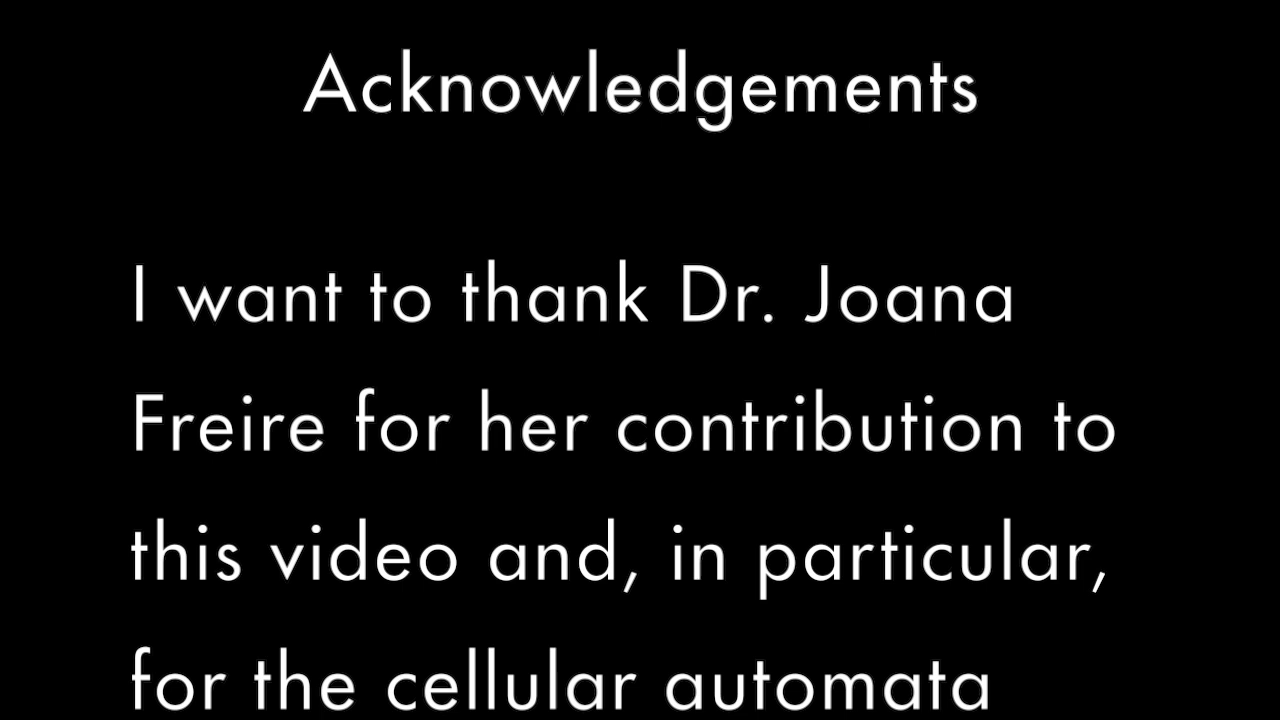 Acknowledgements
I want to thank Dr. Joana
Freire for her contribution to
this video and, in particular,
for the cellular automata